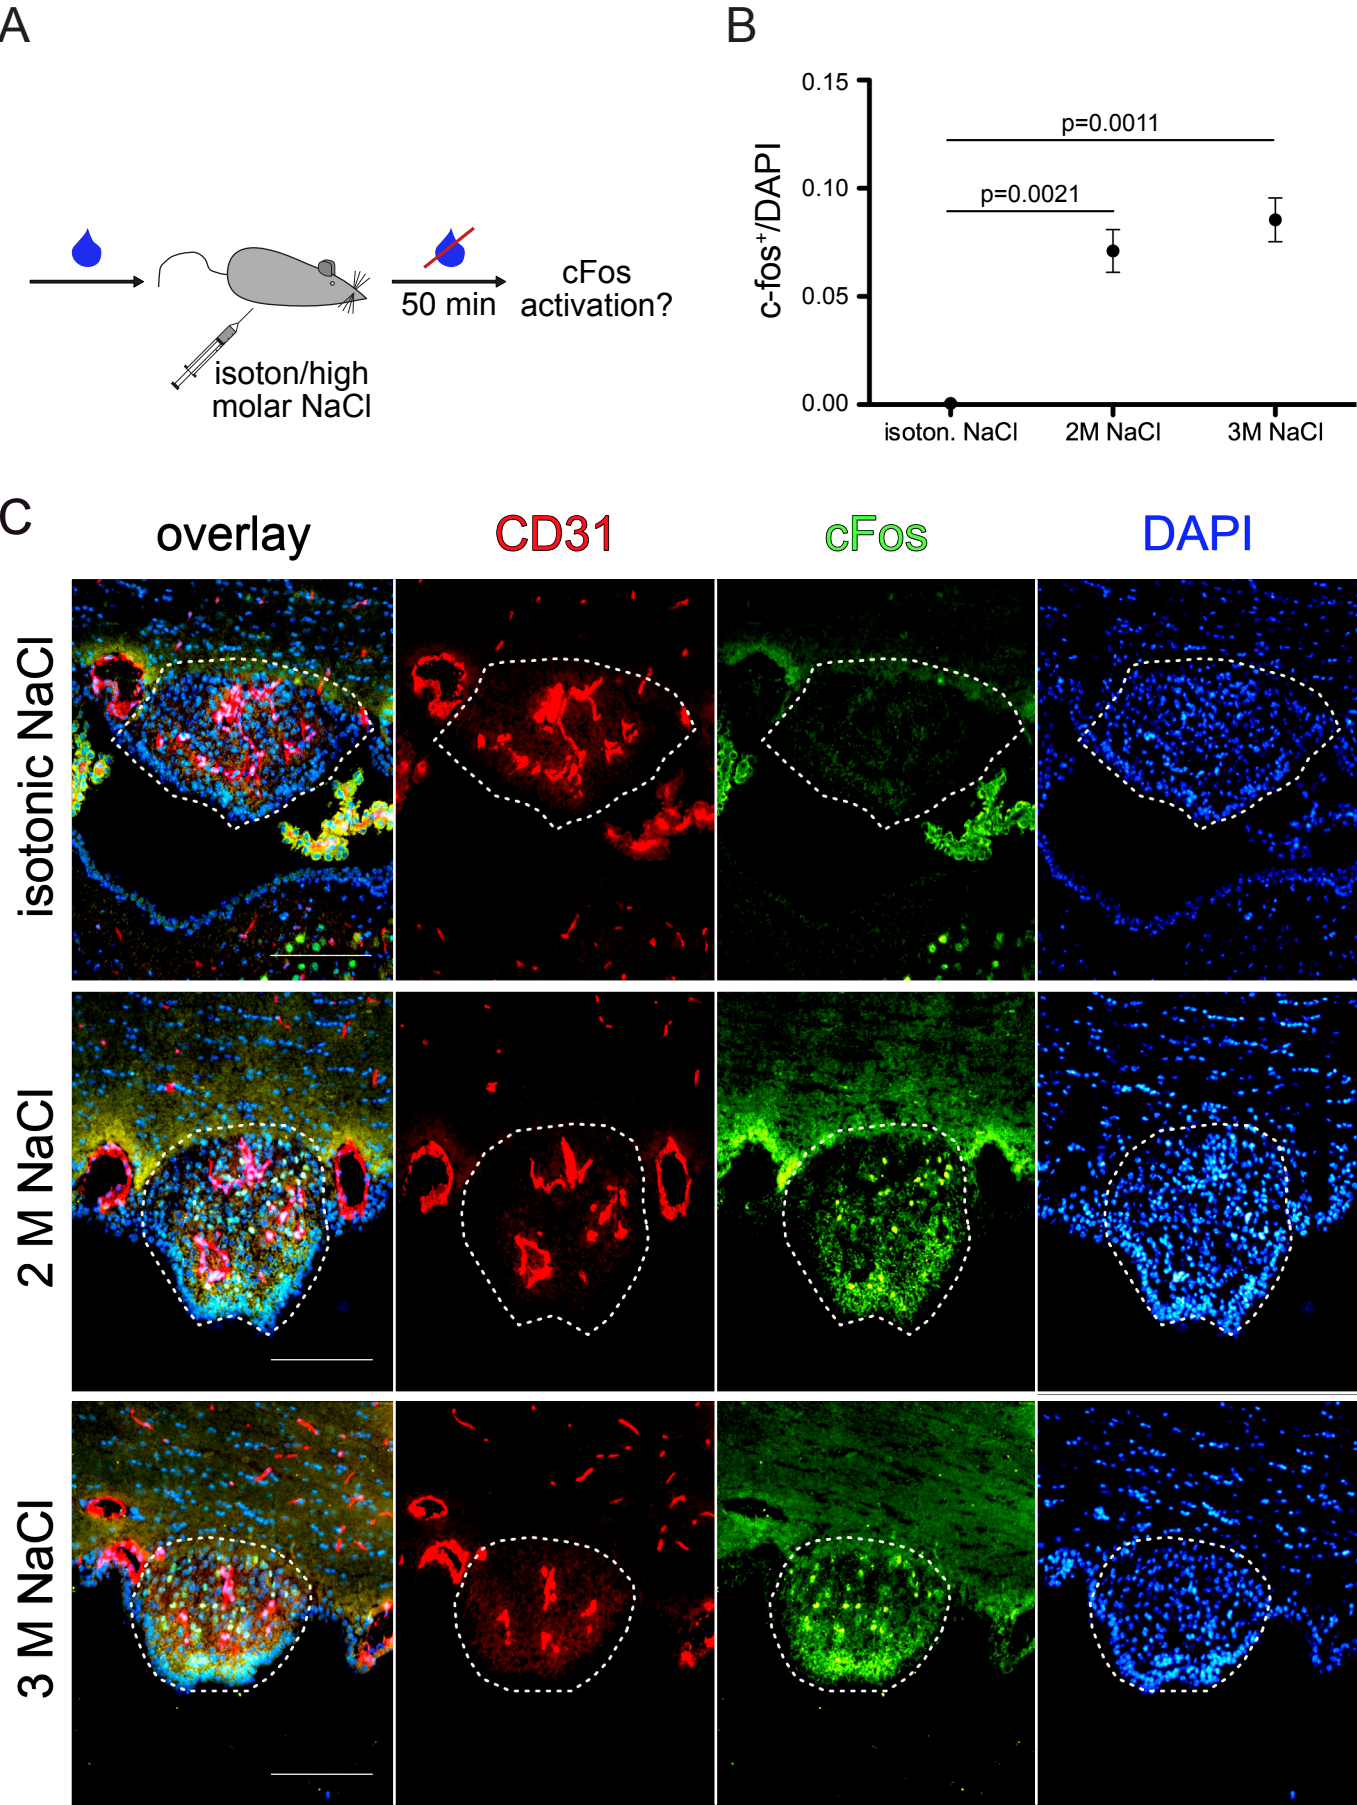 A
50 min
cFos
activation?
isoton/high
molar NaCl
B
0.15
0.10
0.05
0.00
c-fos⁺/DAPI
p=0.0011
p=0.0021
isoton. NaCl
2M NaCl
3M NaCl
C
overlay
CD31
cFos
DAPI
isotonic NaCl
2 M NaCl
3 M NaCl